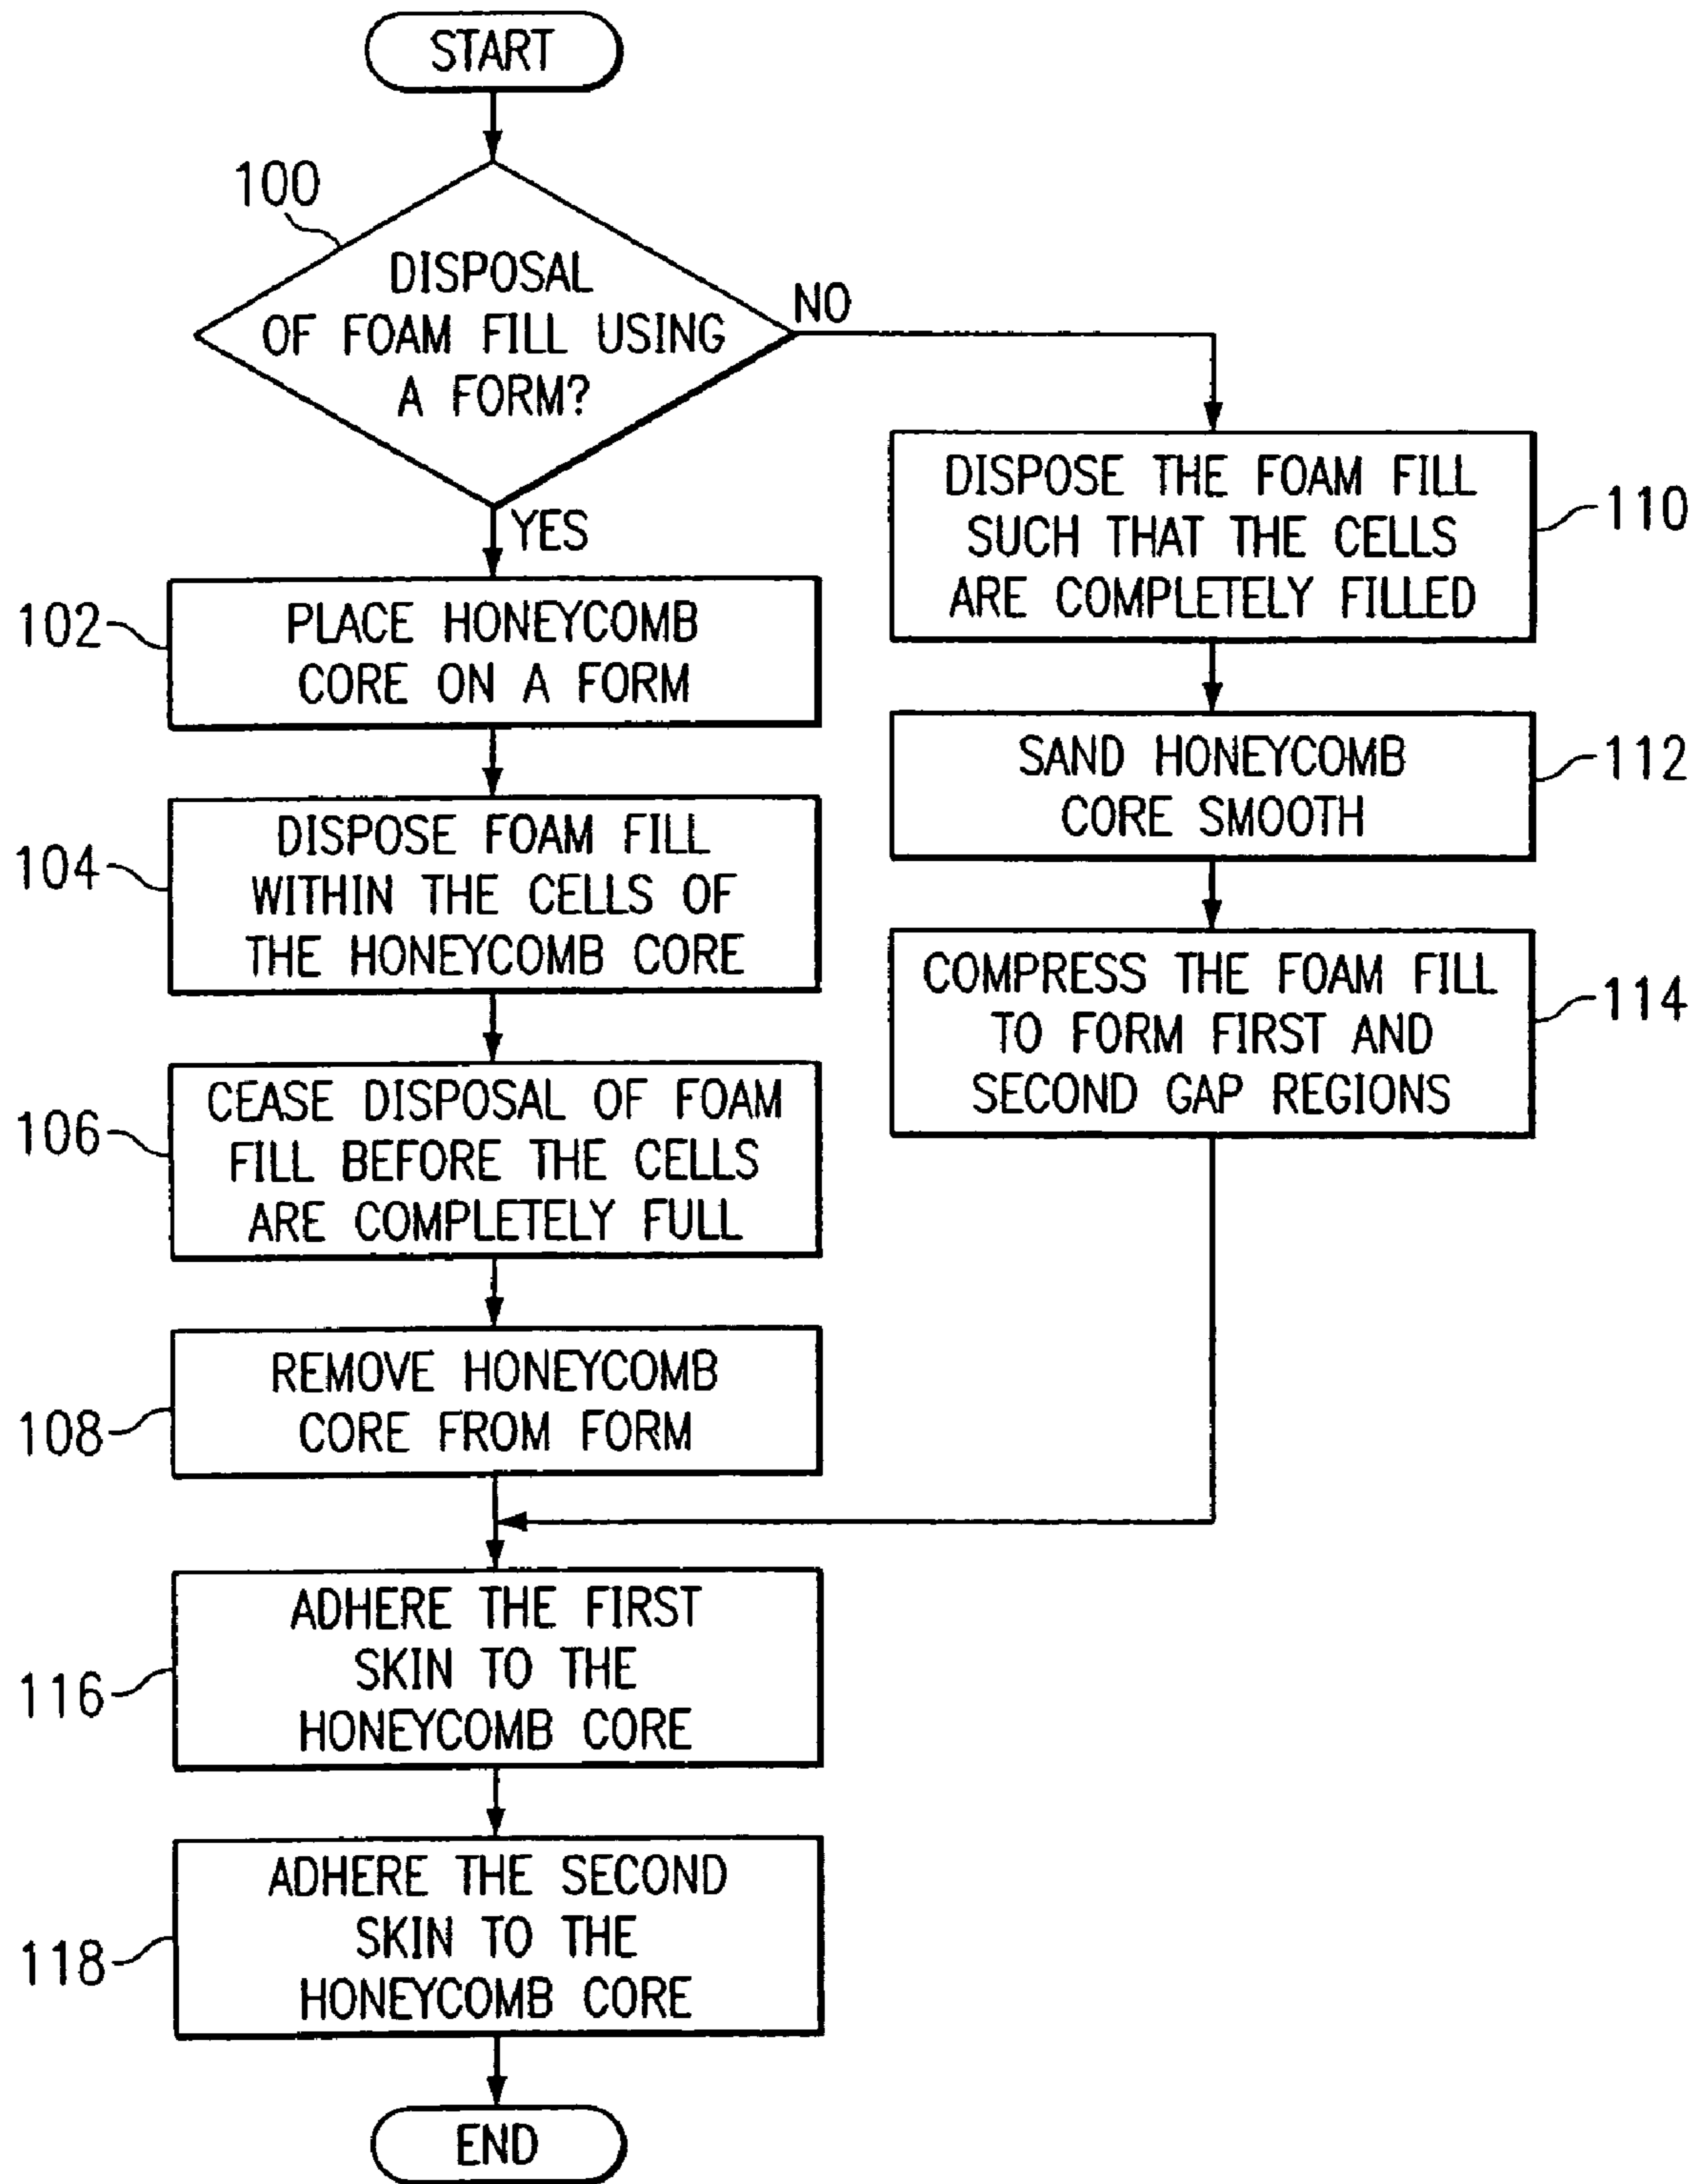 START
100
DISPOSAL
OF FOAM FILL USING
A FORM?
NO
YES
102
PLACE HONEYCOMB
CORE ON A FORM
104
DISPOSE FOAM FILL
WITHIN THE CELLS OF
THE HONEYCOMB CORE
106
CEASE DISPOSAL OF FOAM
FILL BEFORE THE CELLS
ARE COMPLETELY FULL
108
REMOVE HONEYCOMB
CORE FROM FORM
DISPOSE THE FOAM FILL
SUCH THAT THE CELLS
ARE COMPLETELY FILLED
110
SAND HONEYCOMB
CORE SMOOTH
112
COMPRESS THE FOAM FILL
TO FORM FIRST AND
SECOND GAP REGIONS
114
116
ADHERE THE FIRST
SKIN TO THE
HONEYCOMB CORE
118
ADHERE THE SECOND
SKIN TO THE
HONEYCOMB CORE
END